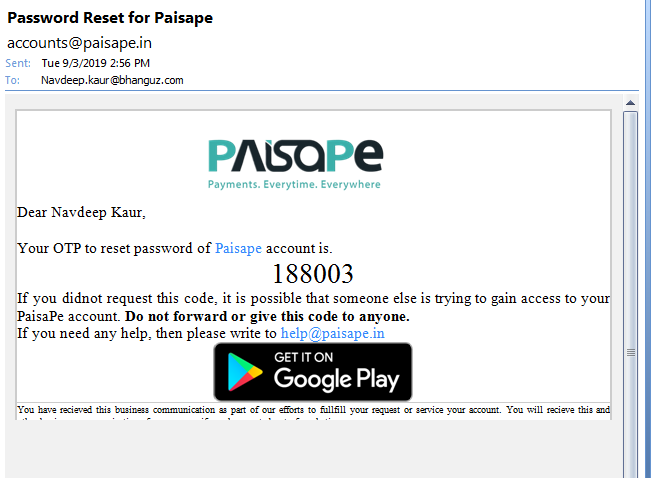 Password Reset for Paisape
accounts@paisape.in
Sent: Tue 9/3/2019 2:56 PM
To: Navdeep.kaur@bhanguz.com
PAisaPe
Payments. Everytime. Everywhere
Dear Navdeep Kaur,
Your OTP to reset password of Paisape account is.
188003
If you didnot request this code, it is possible that someone else is trying to gain access to your
PaisaPe account. Do not forward or give this code to anyone.
If you need any help, then please write to help@paisape.in
GET IT ON
Google Play
You have recieved this business communication as part of our efforts to fullfill your request or service your account. You will recieve this and